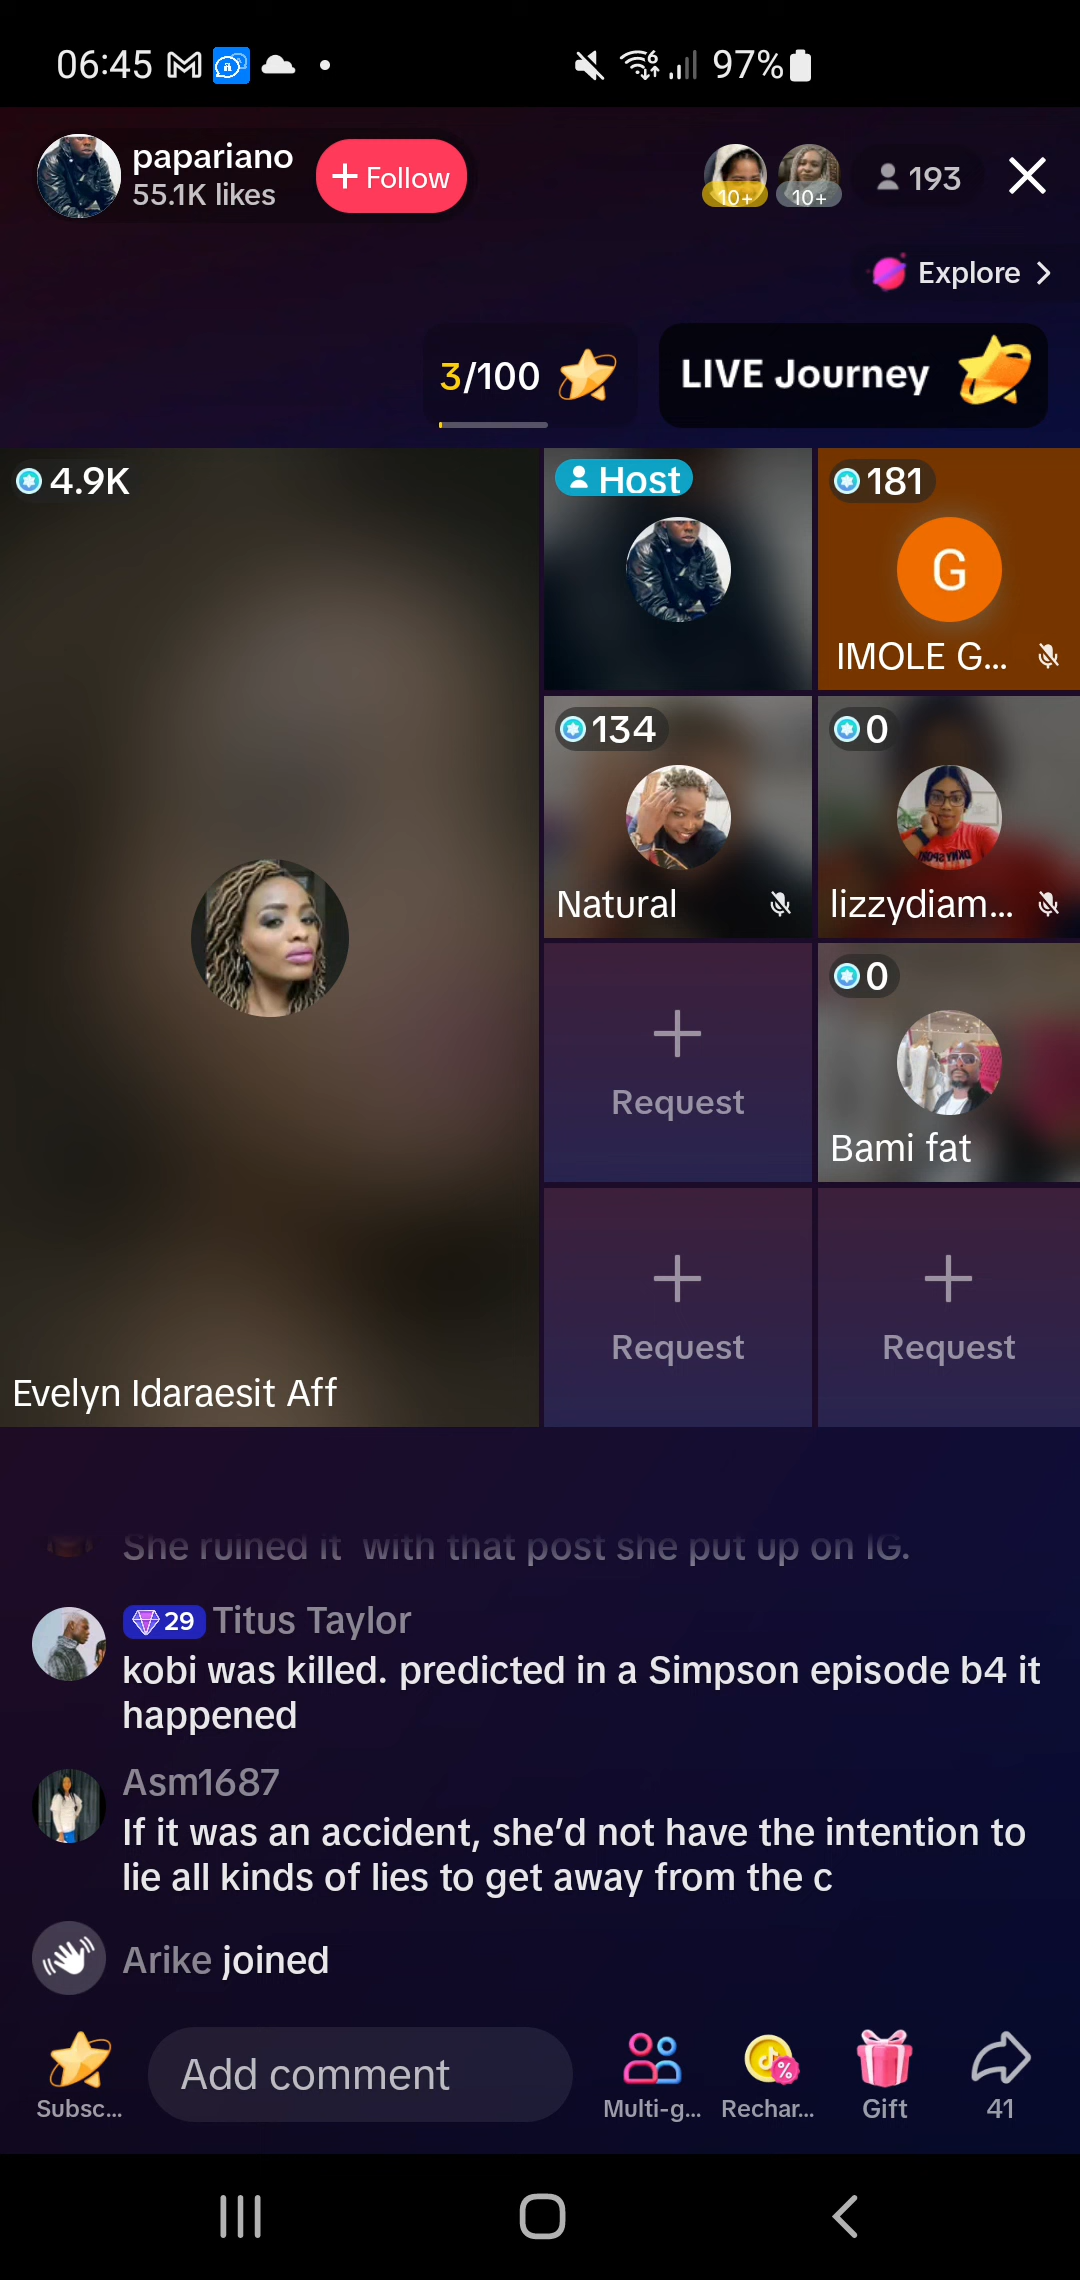 06:45
97%
papariano
55.1K likes
+ Follow
10+
10+
193
Explore >
3/100
LIVE Journey
4.9K
Host
181
G
IMOLE G...
134
0
Natural
lizzydiam...
0
Request
Bami fat
Request
Request
Evelyn Idaraesit Aff
She ruined it with that post she put up on IG.
29 Titus Taylor
kobi was killed. predicted in a Simpson episode b4 it
happened
Asm1687
If it was an accident, she'd not have the intention to
lie all kinds of lies to get away from the c
Arike joined
Add comment
Subsc...
Multi-g...
Rechar...
Gift
41